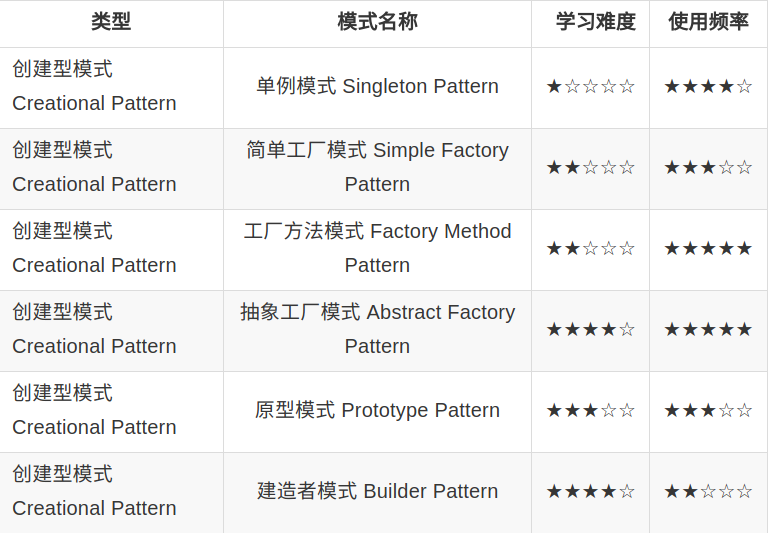 类型 模式名称 学习难度 使用频率
创建型模式
Creational Pattern
单例模式 Singleton Pattern
★☆☆☆☆ ★★★★☆
创建型模式
Creational Pattern
简单工厂模式 Simple Factory
Pattern
★★☆☆☆ ★★★☆☆
创建型模式
Creational Pattern
工厂方法模式 Factory Method
Pattern
★★☆☆☆ ★★★★★
创建型模式
Creational Pattern
抽象工厂模式 Abstract Factory
Pattern
★★★★☆ ★★★★★
创建型模式
Creational Pattern
原型模式 Prototype Pattern
★★★☆☆ ★★★☆☆
创建型模式
Creational Pattern
建造者模式 Builder Pattern
★★★★☆ ★★☆☆☆